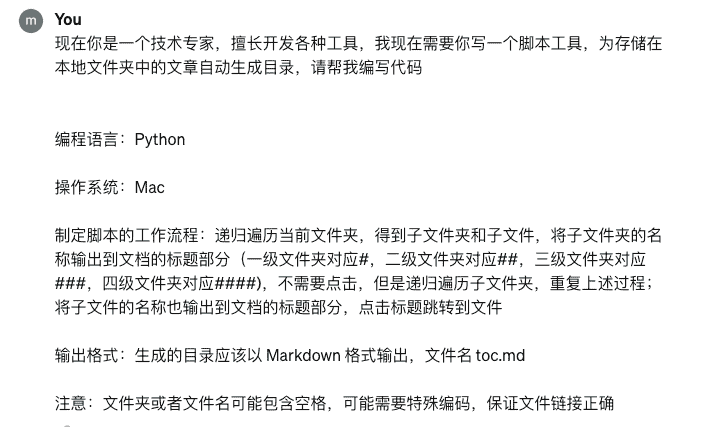 m
You
现在你是一个技术专家，擅长开发各种工具，我现在需要你写一个脚本工具，为存储在
本地文件夹中的文章自动生成目录，请帮我编写代码
编程语言：Python
操作系统：Mac
制定脚本的工作流程：递归遍历当前文件夹，得到子文件夹和子文件，将子文件夹的名
称输出到文档的标题部分（一级文件夹对应#，二级文件夹对应##，三级文件夹对应
###，四级文件夹对应####)，不需要点击，但是递归遍历子文件夹，重复上述过程；
将子文件的名称也输出到文档的标题部分，点击标题跳转到文件
输出格式：生成的目录应该以 Markdown 格式输出，文件名 toc.md
注意：文件夹或者文件名可能包含空格，可能需要特殊编码，保证文件链接正确